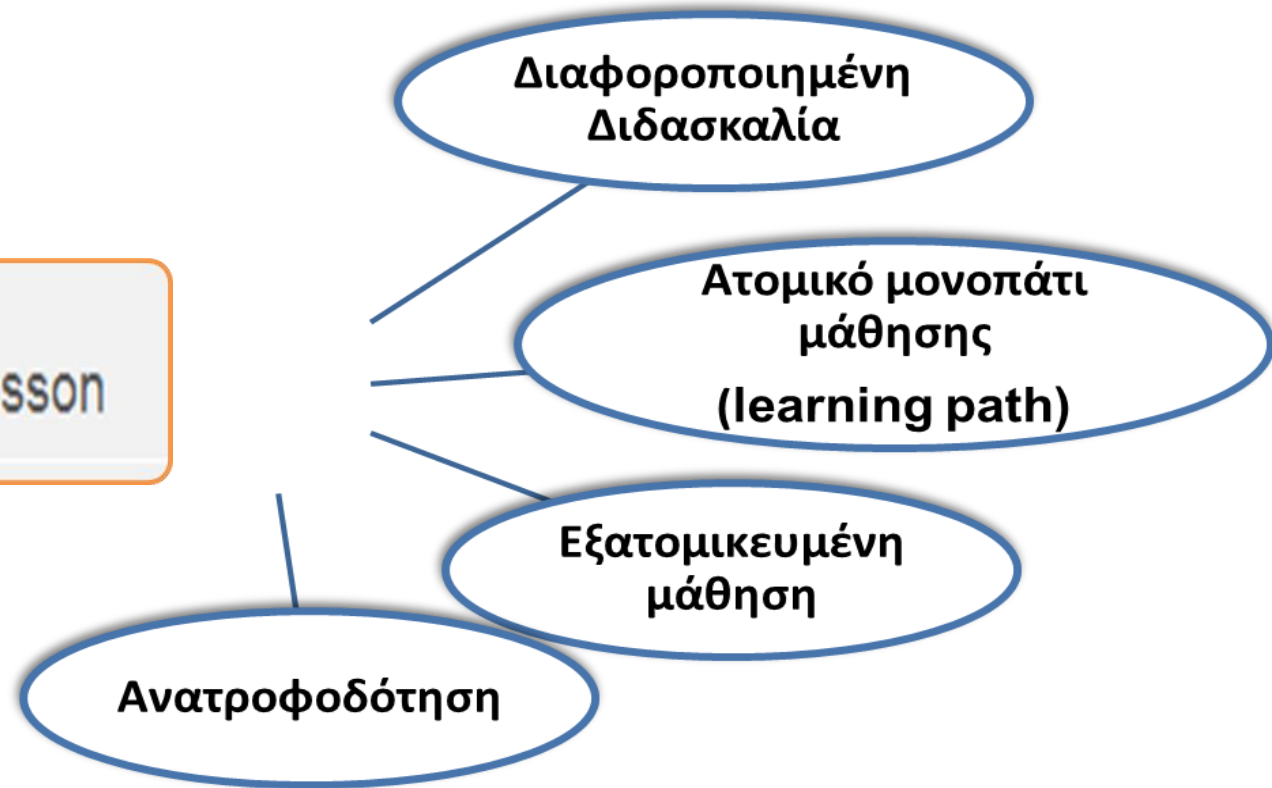 Διαφοροποιημένη
Διδασκαλία
Ατομικό μονοπάτι
μάθησης
(learning path)
sson
Εξατομικευμένη
μάθηση
Ανατροφοδότηση